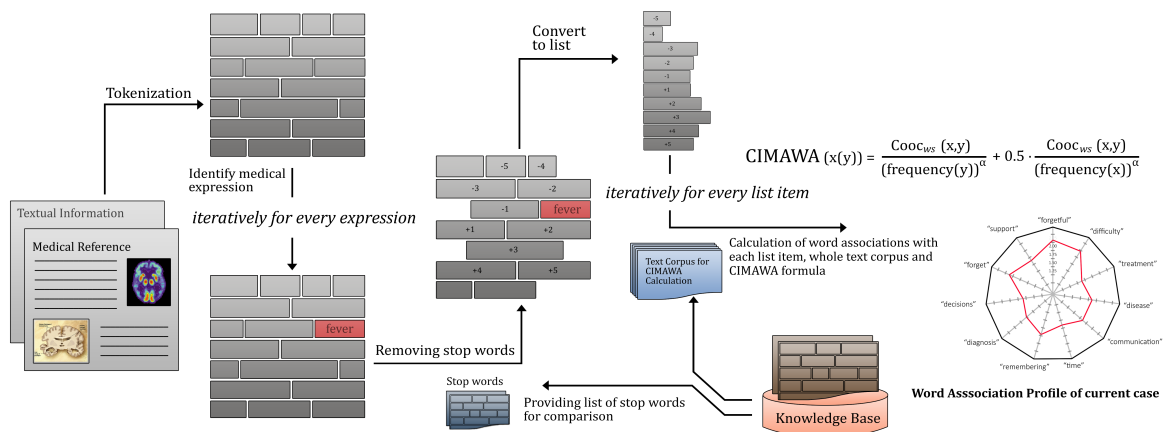 Textual Information
Medical Reference
Tokenization
Identify medical
expression
iteratively for every expression
fever
Removing stop words
Stop words
Providing list of stop words
for comparison
-5
-4
-3
-2
-1
fever
+1
+2
+3
+4
+5
Convert
to list
-5
-4
-3
-2
-1
+1
+2
+3
+4
+5
iteratively for every list item
CIMAWA (x(y)) = Cooc_ws (x,y) / (frequency(y))^α + 0.5 · Cooc_ws (x,y) / (frequency(x))^α
Calculation of word associations with
each list item, whole text corpus and
CIMAWA formula
Text Corpus for
CIMAWA
Calculation
Knowledge Base
"forgetful"
"difficulty"
"treatment"
"disease"
"communication"
"time"
"remembering"
"diagnosis"
"decisions"
"forget"
"support"
Word Asssociation Profile of current case